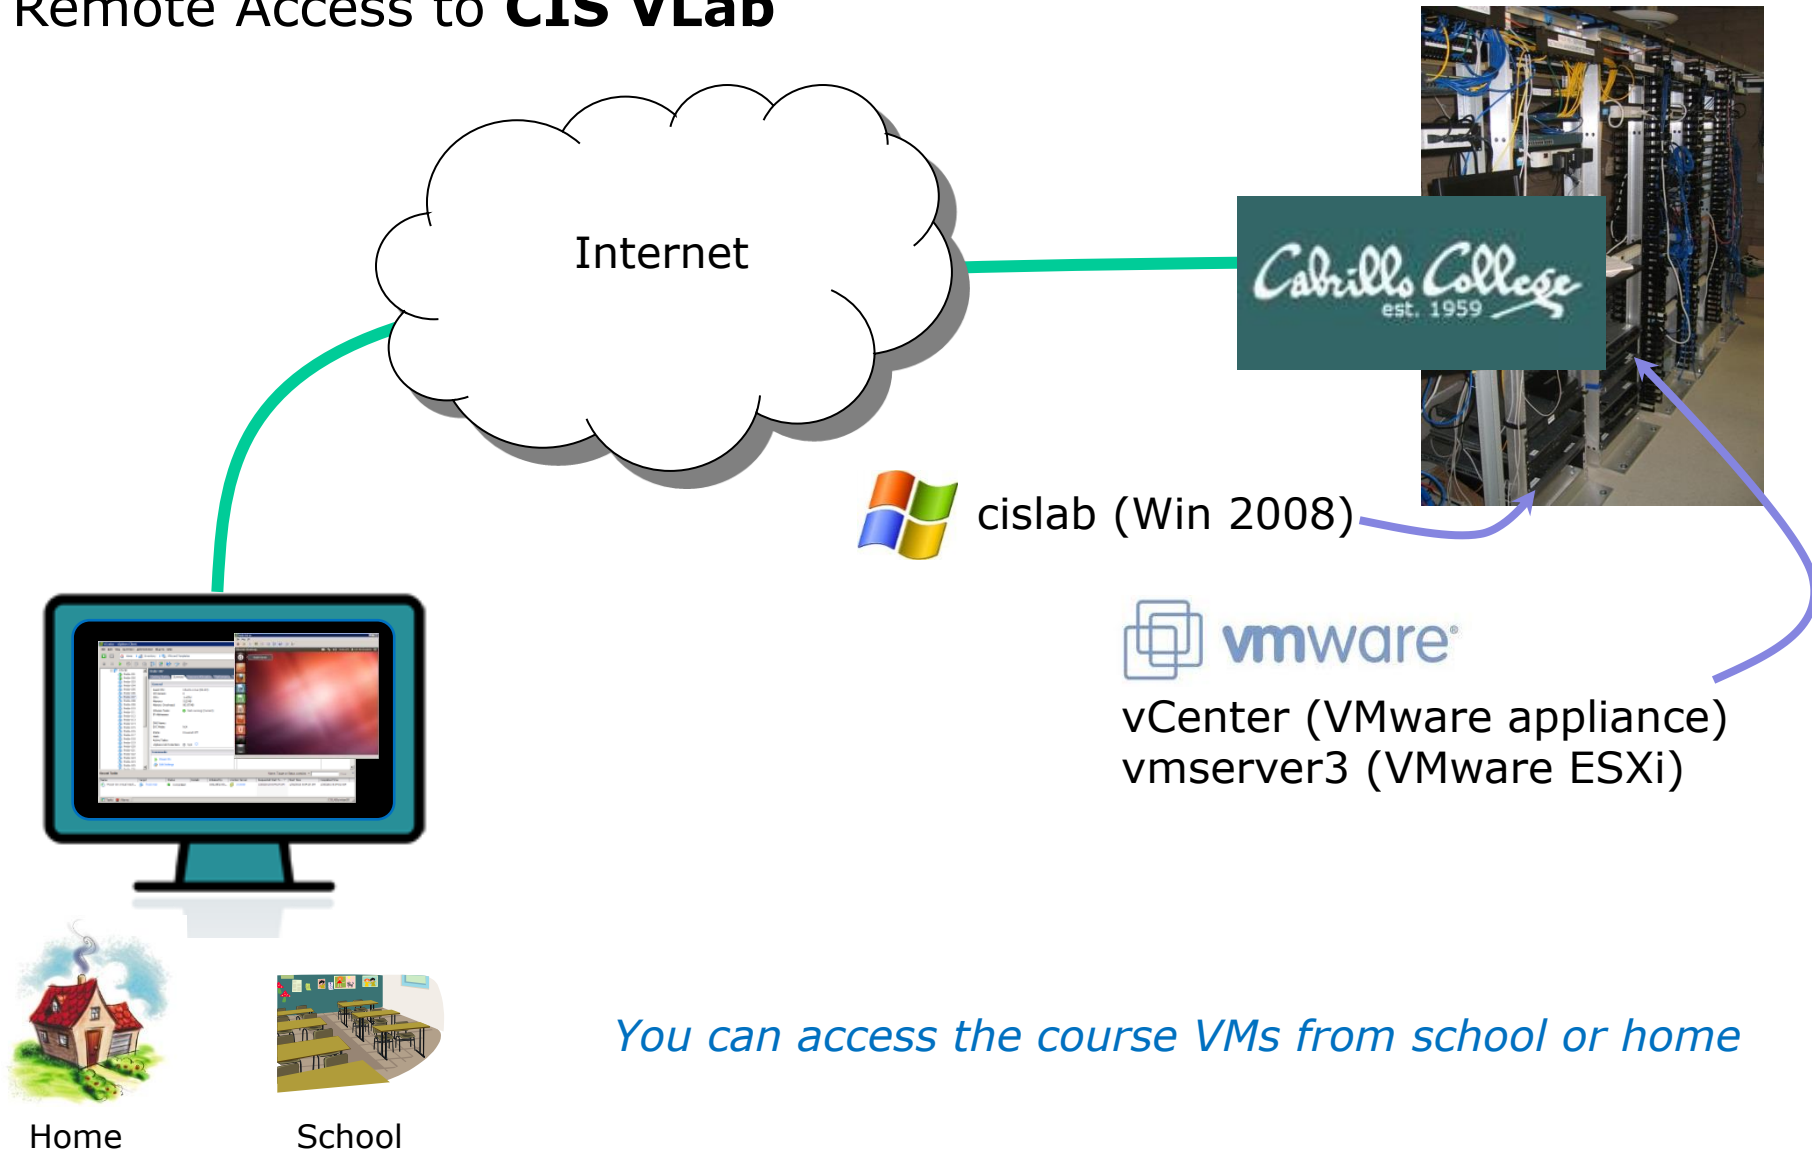 Remote Access to CIS VLab
Internet
Cabrillo College
est. 1959
cislab (Win 2008)
vmware®
vCenter (VMware appliance)
vmserver3 (VMware ESXi)
You can access the course VMs from school or home
Home
School